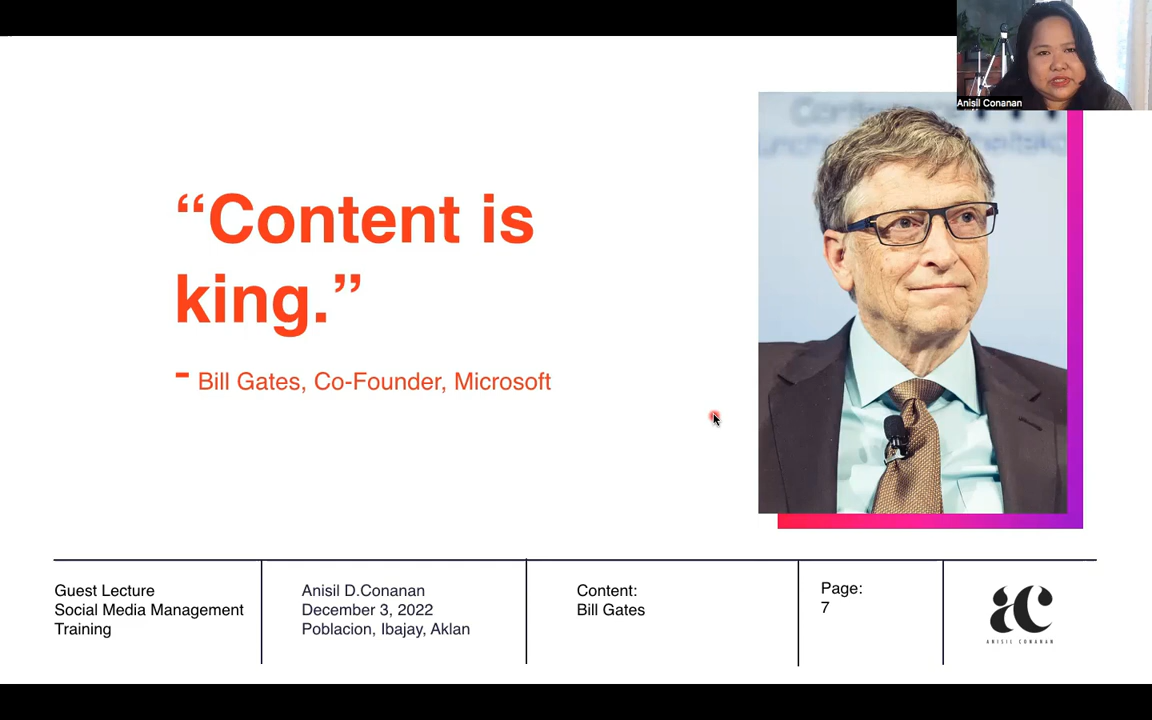 Anisil Conanan
“Content is
king.”
- Bill Gates, Co-Founder, Microsoft
Guest Lecture
Social Media Management
Training
Anisil D.Conanan
December 3, 2022
Poblacion, Ibajay, Aklan
Content:
Bill Gates
Page:
7
ac
ANISIL CONANAN